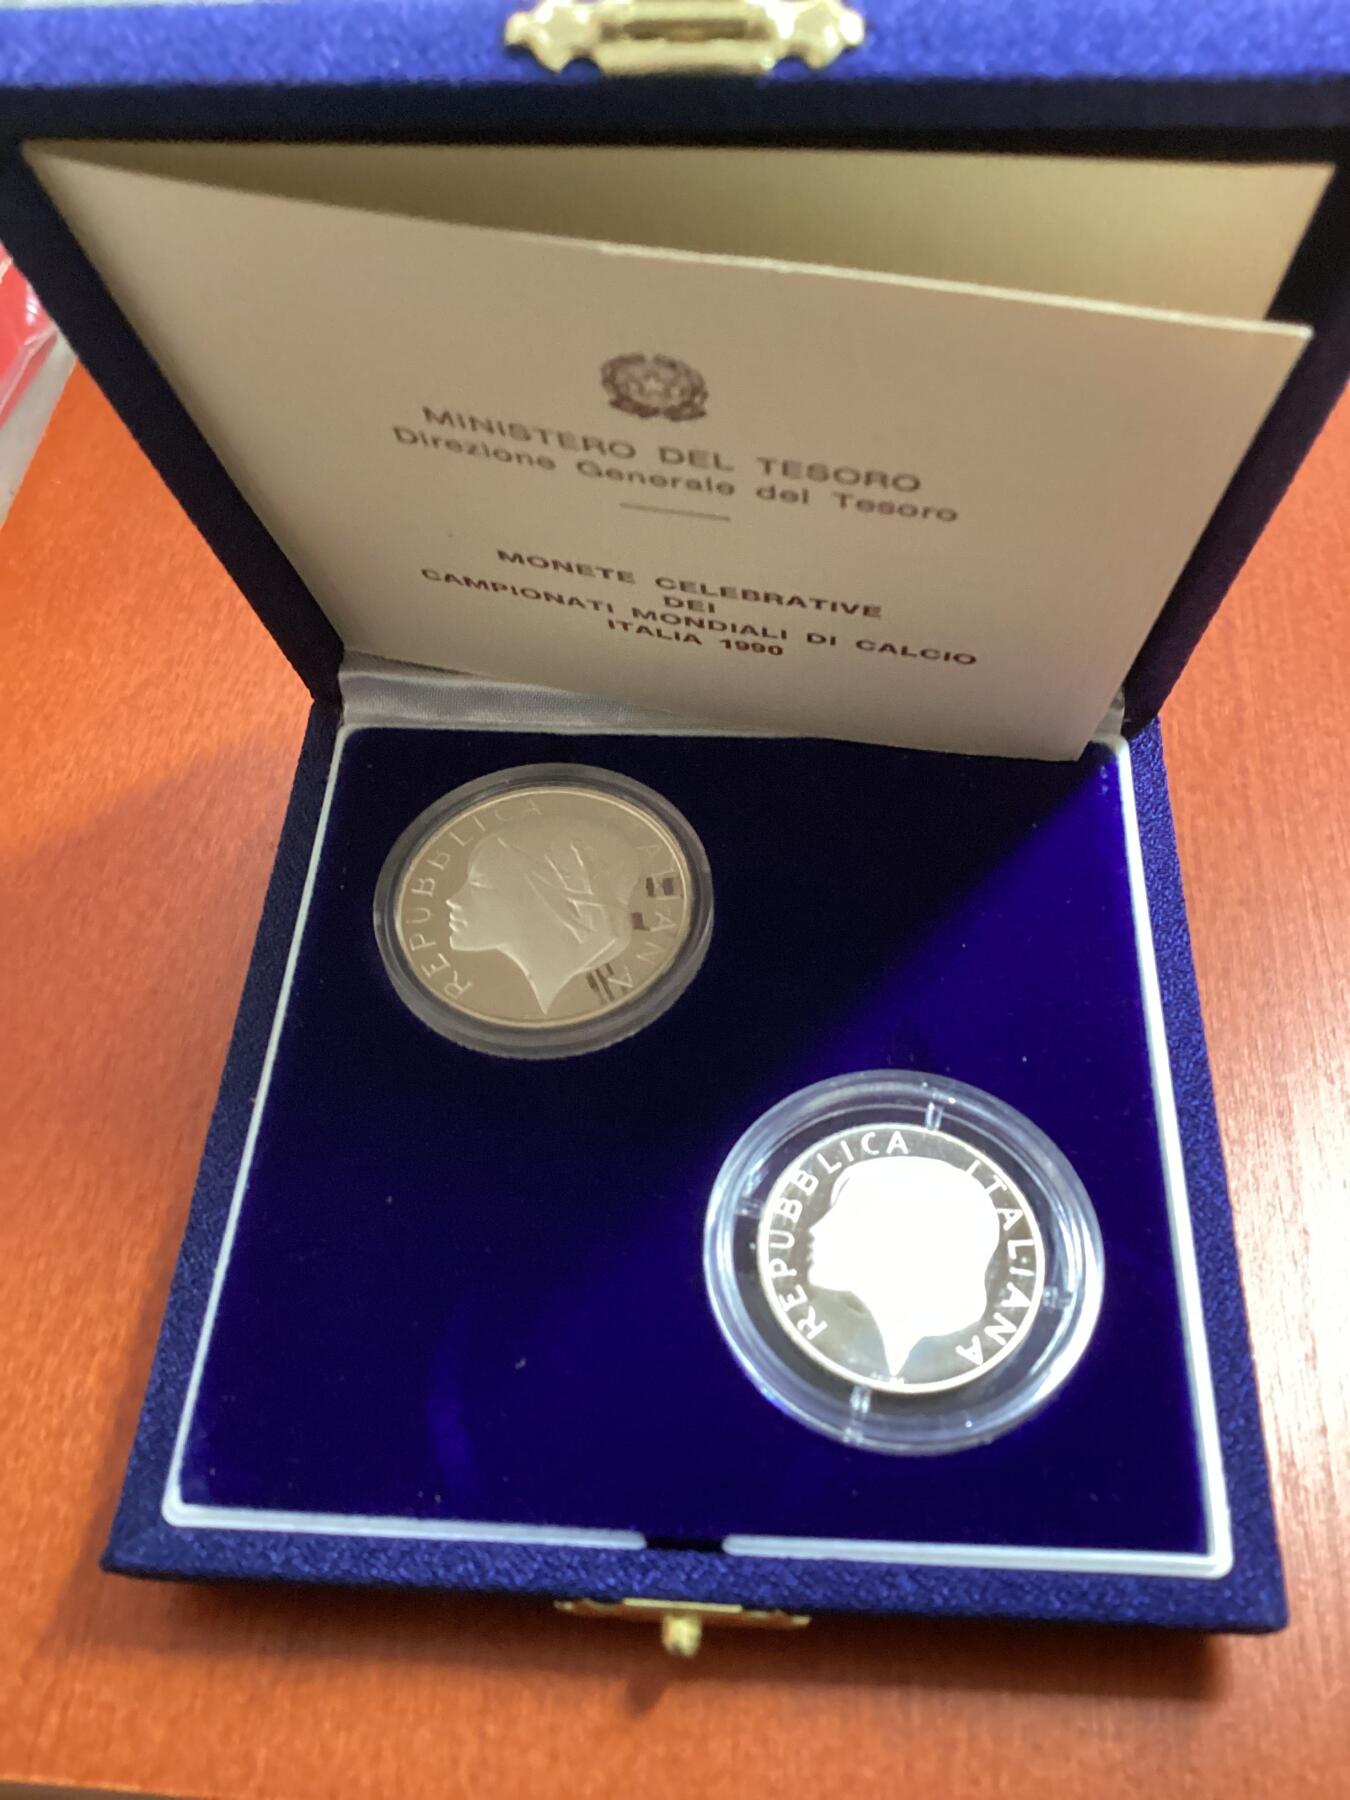 MINISTERO DEL TESORO
Direzione Generale del Tesoro
MONETE CELEBRATIVE
DEI
CAMPIONATI MONDIALI DI CALCIO
ITALIA 1990
REPUBBLICA ITALIANA
REPUBBLICA ITALIANA